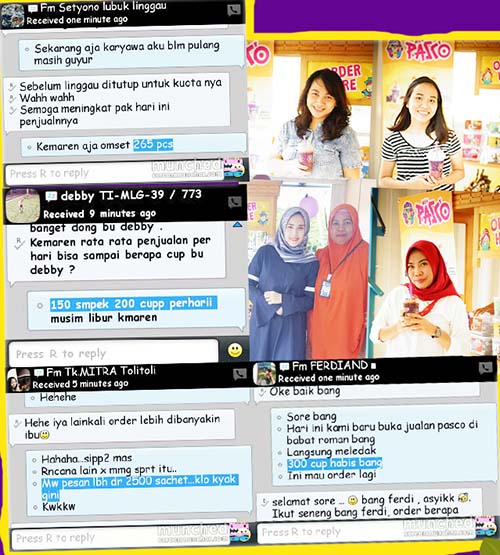 Fm Setyono lubuk linggau
Received one minute ago
Sekarang aja karyawa aku blm pulang
masih guyur
Sebelum linggau ditutup untuk kuota nya
Wahh wahh
Semoga meningkat pak hari ini
penjualnnya
Kemaren aja omset 265 pcs
Press R to reply
munched
PASCO
ORDER
HERE
PASCO
debby TI-MLG-39 / 773
Received 9 minutes ago
banget dong bu debby .
Kemaren rata rata penjualan per
hari bisa sampai berapa cup bu
debby ?
150 smpek 200 cupp perharii
musim libur kmaren
Press R to reply
PASCO
Fm Tk.MITRA Tolitoli
Received 5 minutes ago
Hehehe
Hehe iya lainkali order lebih dibanyakin
ibu
Hahaha...sipp2 mas
Rncana lain x mmg sprt itu..
Mw pesan lbh dr 2500 sachet...klo kyak
gini
Kwkkw
Press R to reply
munched
Fm FERDIAND
Received one minute ago
Oke baik bang
Sore bang
Hari ini kami baru buka jualan pasco di
babat roman bang
Langsung meledak
300 cup habis bang
Ini mau order lagi
selamat sore ... bang ferdi , asyikk .
Ikut seneng bang ferdi, order berapa
Press R to reply
munched